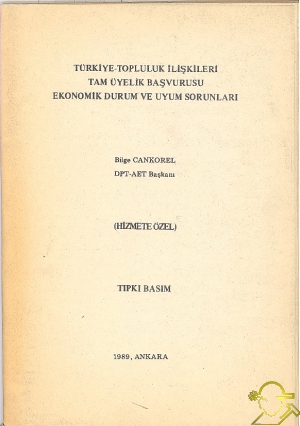 TÜRKİYE-TOPLULUK İLİŞKİLERİ
TAM ÜYELİK BAŞVURUSU
EKONOMİK DURUM VE UYUM SORUNLARI
Bilge CANKOREL
DPT-AET Başkanı
(HİZMETE ÖZEL)
TIPKI BASIM
1989, ANKARA